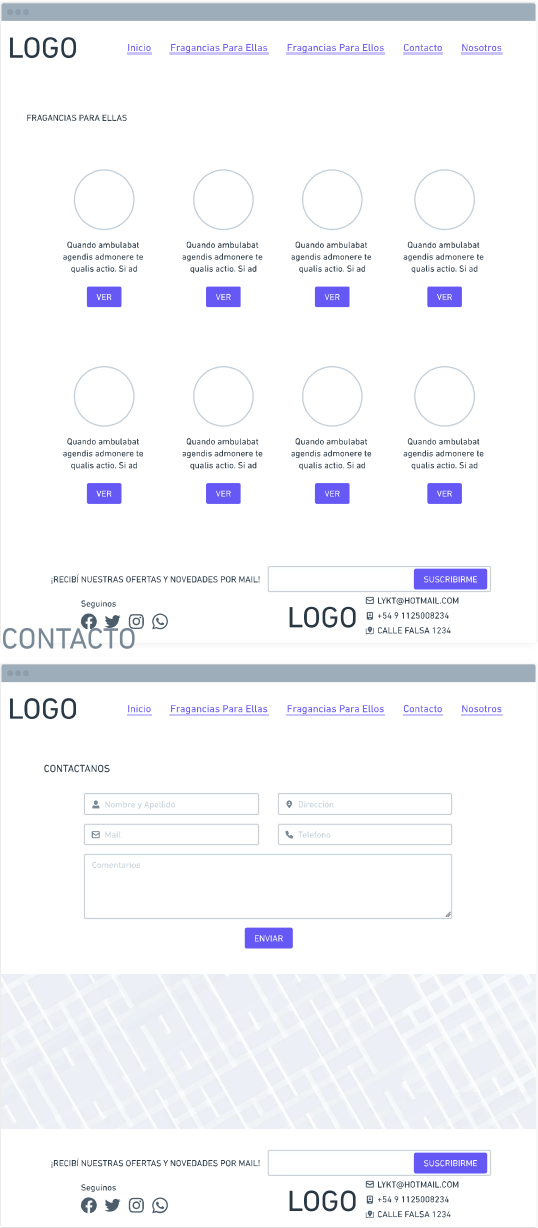 LOGO
Inicio
Fragancias Para Ellas
Fragancias Para Ellos
Contacto
Nosotros
FRAGANCIAS PARA ELLAS
Quando ambulabat
agendis admonere te
qualis actio. Si ad
VER
Quando ambulabat
agendis admonere te
qualis actio. Si ad
VER
Quando ambulabat
agendis admonere te
qualis actio. Si ad
VER
Quando ambulabat
agendis admonere te
qualis actio. Si ad
VER
Quando ambulabat
agendis admonere te
qualis actio. Si ad
VER
Quando ambulabat
agendis admonere te
qualis actio. Si ad
VER
Quando ambulabat
agendis admonere te
qualis actio. Si ad
VER
Quando ambulabat
agendis admonere te
qualis actio. Si ad
VER
¡RECIBÍ NUESTRAS OFERTAS Y NOVEDADES POR MAIL!
SUSCRIBIRME
Seguinos
LOGO
LYKT@HOTMAIL.COM
+54 9 1125008234
CALLE FALSA 1234
CONTACTO
LOGO
Inicio
Fragancias Para Ellas
Fragancias Para Ellos
Contacto
Nosotros
CONTACTANOS
Nombre y Apellido
Dirección
Mail
Telefono
Comentarios
ENVIAR
¡RECIBÍ NUESTRAS OFERTAS Y NOVEDADES POR MAIL!
SUSCRIBIRME
Seguinos
LOGO
LYKT@HOTMAIL.COM
+54 9 1125008234
CALLE FALSA 1234